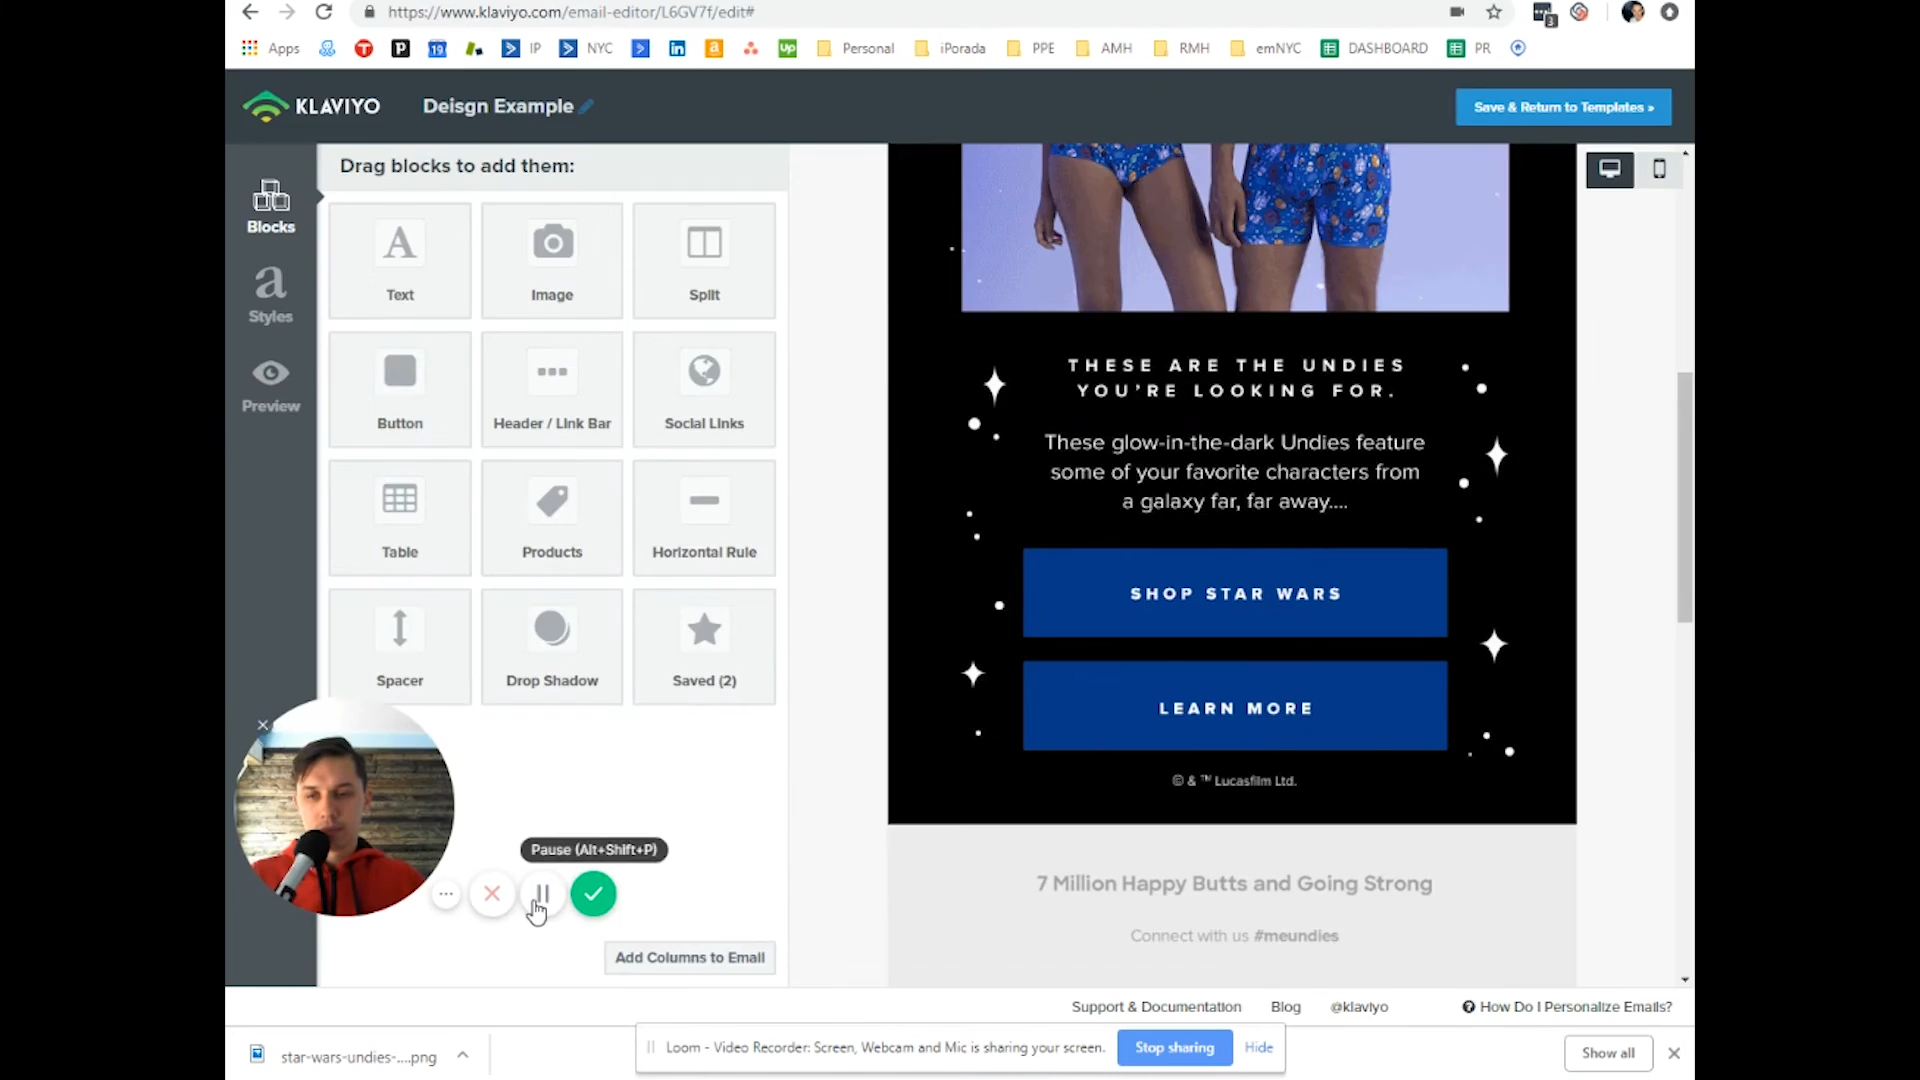 https://www.klaviyo.com/email-editor/L6GV7f/edit#
3
Apps
19
IP
NYC
in
a
Up
Personal
iPorada
PPE
AMH
RMH
emNYC
DASHBOARD
PR
KLAVIYO
Deisgn Example
Save & Return to Templates »
Blocks
Styles
Preview
Drag blocks to add them:
Text
Image
Split
Button
Header / Link Bar
Social Links
Table
Products
Horizontal Rule
Spacer
Drop Shadow
Saved (2)
Pause (Alt+Shift+P)
Add Columns to Email
THESE ARE THE UNDIES
YOU'RE LOOKING FOR.
These glow-in-the-dark Undies feature
some of your favorite characters from
a galaxy far, far away....
SHOP STAR WARS
LEARN MORE
© & ™ Lucasfilm Ltd.
7 Million Happy Butts and Going Strong
Connect with us #meundies
Support & Documentation
Blog
@klaviyo
How Do I Personalize Emails?
star-wars-undies-....png
Loom - Video Recorder: Screen, Webcam and Mic is sharing your screen.
Stop sharing
Hide
Show all